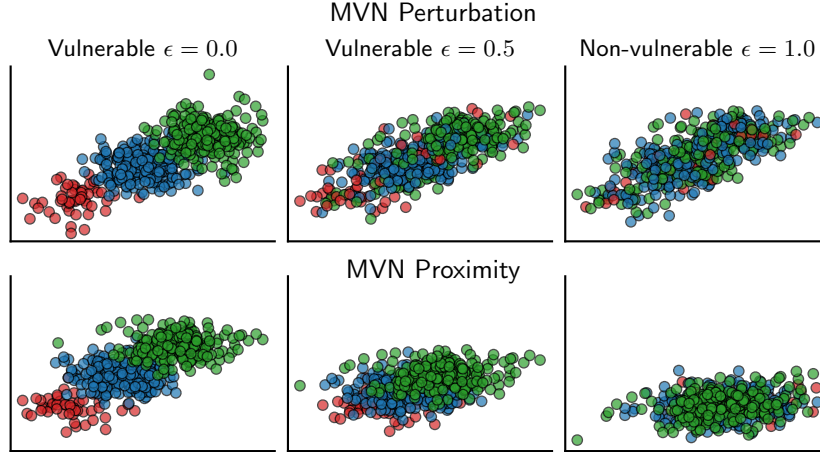 MVN Perturbation
Vulnerable ϵ = 0.0
Vulnerable ϵ = 0.5
Non-vulnerable ϵ = 1.0
MVN Proximity